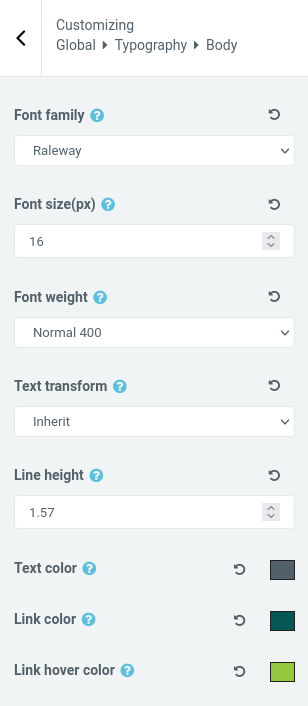 Customizing
Global ▸ Typography ▸ Body
Font family ?
Raleway
Font size(px) ?
16
Font weight ?
Normal 400
Text transform ?
Inherit
Line height ?
1.57
Text color ?
Link color ?
Link hover color ?